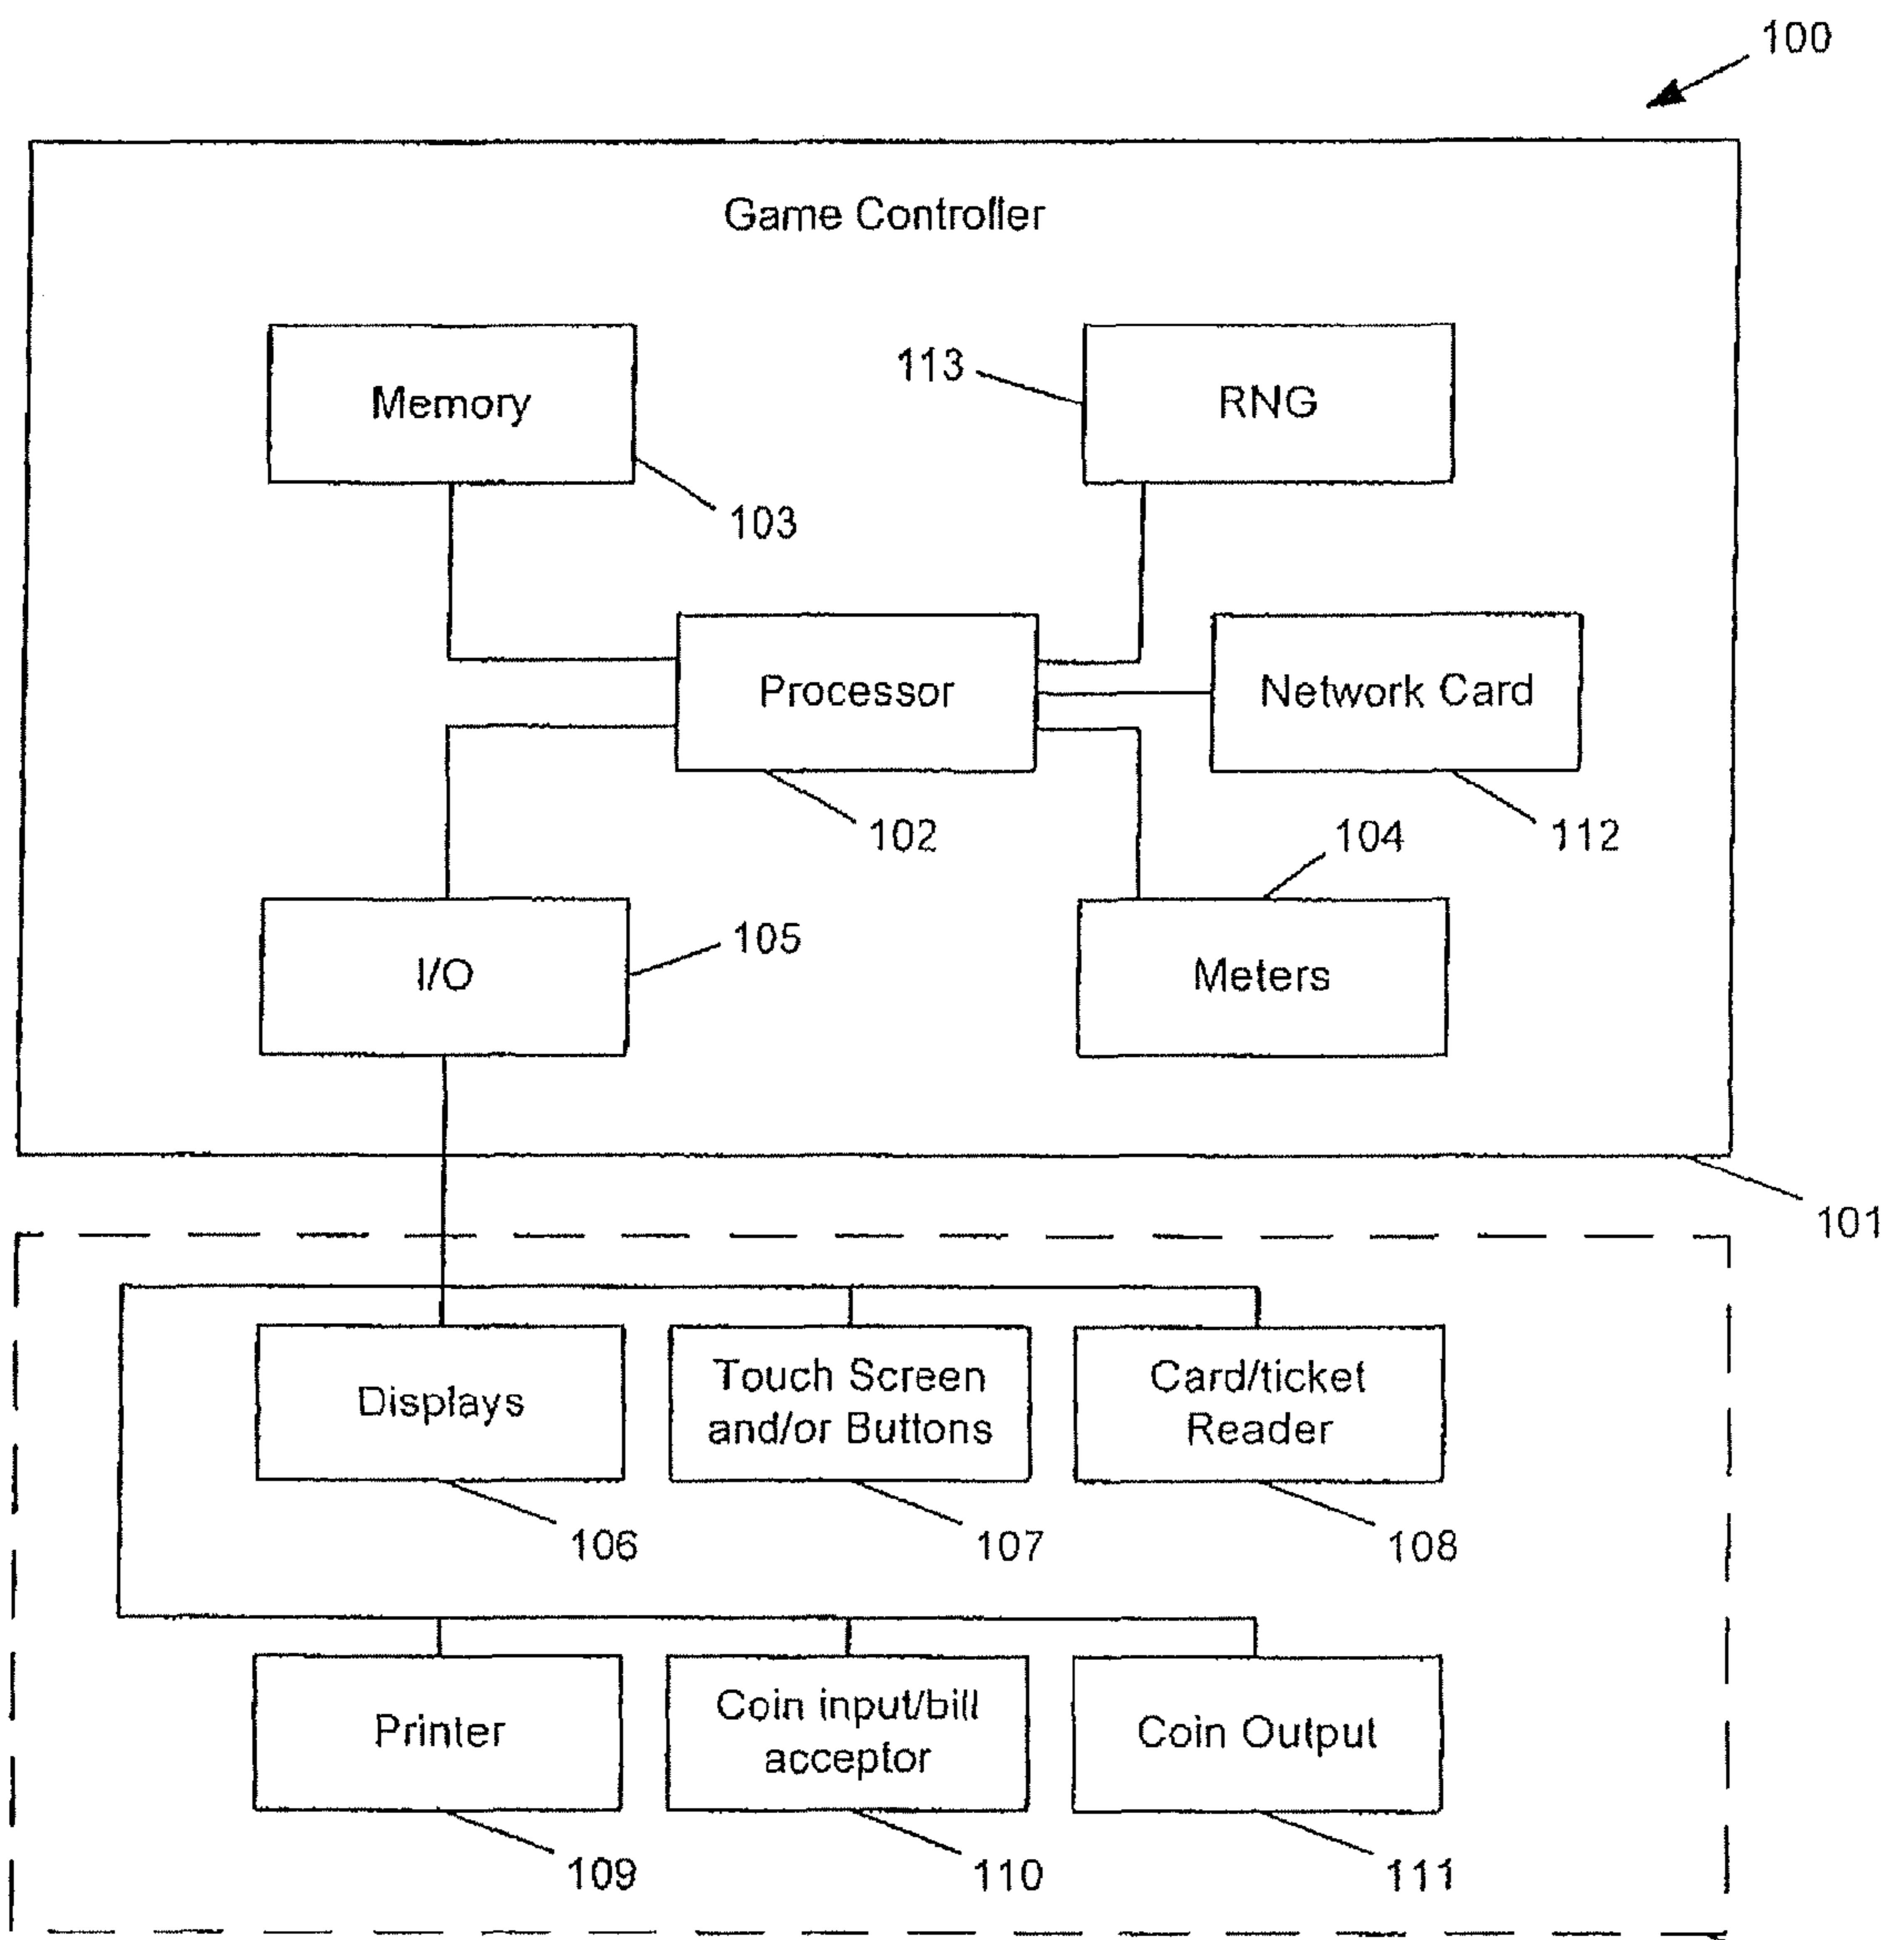 100
Game Controller
Memory
113
RNG
103
Processor
Network Card
102
104
112
I/O
105
Meters
101
Displays
Touch Screen
and/or Buttons
Card/ticket
Reader
106
107
108
Printer
Coin input/bill
acceptor
Coin Output
109
110
111